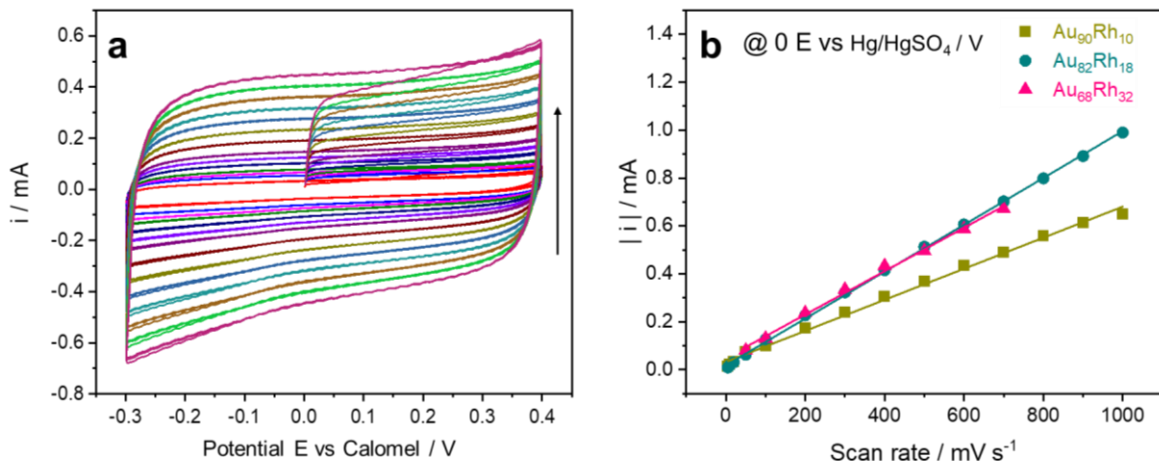 a
0.6
0.4
0.2
0.0
-0.2
-0.4
-0.6
-0.8
i / mA
-0.3 -0.2 -0.1 0.0 0.1 0.2 0.3 0.4
Potential E vs Calomel / V
b @ 0 E vs Hg/HgSO₄ / V
Au₉₀Rh₁₀
Au₈₂Rh₁₈
Au₆₈Rh₃₂
1.4
1.2
1.0
0.8
0.6
0.4
0.2
0.0
| i | / mA
0 200 400 600 800 1000
Scan rate / mV s⁻¹